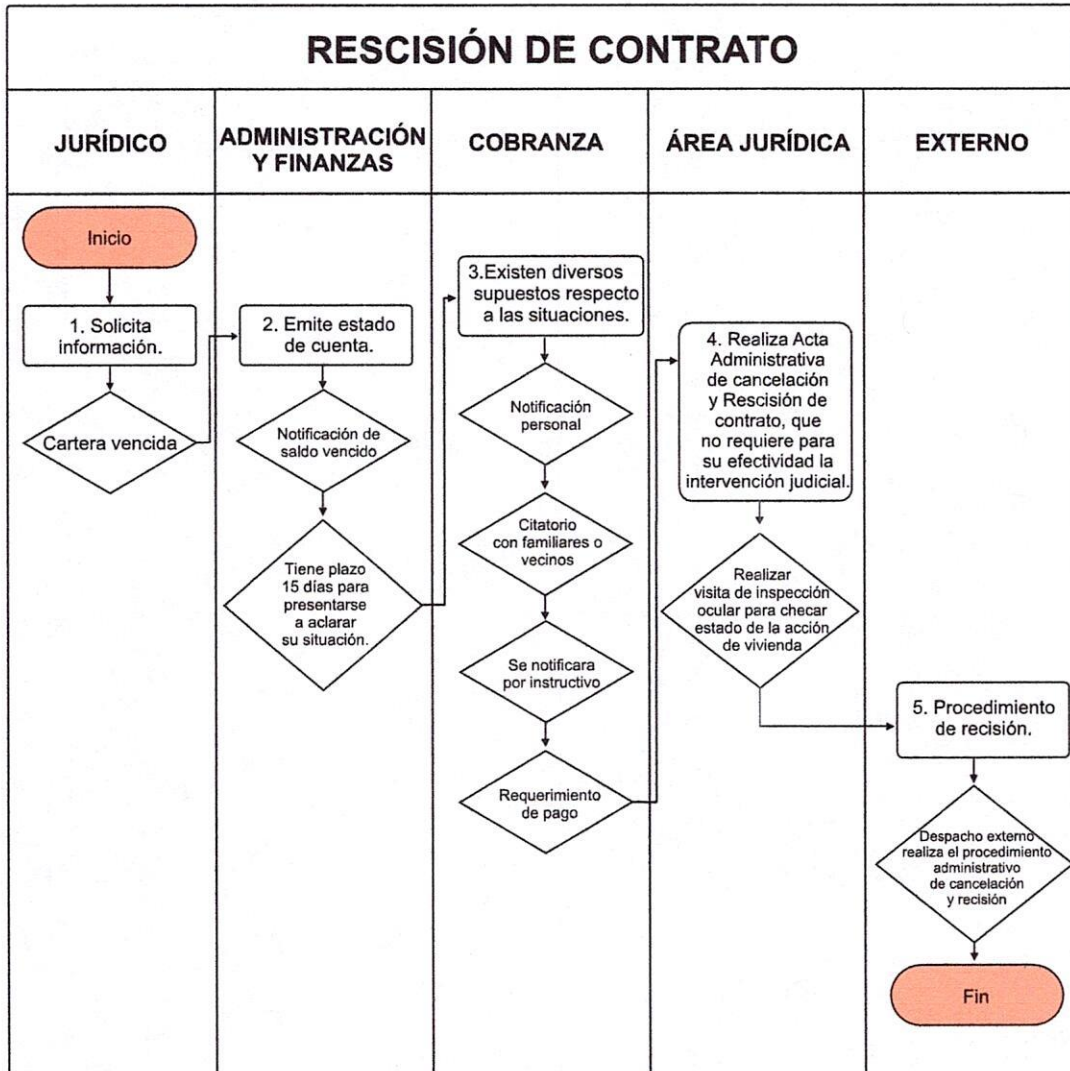 RESCISIÓN DE CONTRATO
JURÍDICO
ADMINISTRACIÓN
Y FINANZAS
COBRANZA
ÁREA JURÍDICA
EXTERNO
Inicio
1. Solicita
información.
Cartera vencida
2. Emite estado
de cuenta.
Notificación de
saldo vencido
Tiene plazo
15 días para
presentarse
a aclarar
su situación.
3.Existen diversos
supuestos respecto
a las situaciones.
Notificación
personal
Citatorio
con familiares o
vecinos
Se notificara
por instructivo
Requerimiento
de pago
4. Realiza Acta
Administrativa
de cancelación
y Rescisión de
contrato, que
no requiere para
su efectividad la
intervención judicial.
Realizar
visita de inspección
ocular para checar
estado de la acción
de vivienda
5. Procedimiento
de recisión.
Despacho externo
realiza el procedimiento
administrativo
de cancelación
y recisión
Fin